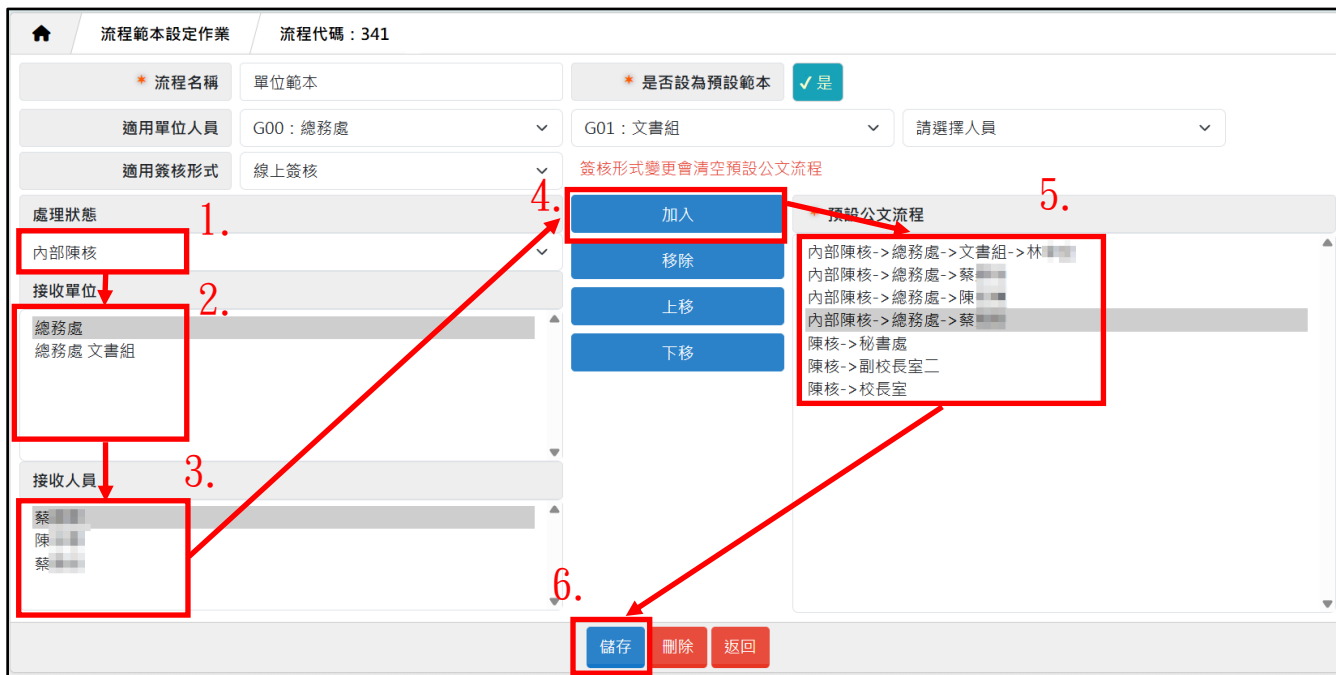 流程範本設定作業 流程代碼：341
* 流程名稱 單位範本 * 是否設為預設範本 ✓是
適用單位人員 G00：總務處 G01：文書組 請選擇人員
適用簽核形式 線上簽核 簽核形式變更會清空預設公文流程
處理狀態 1. 4. 加入 * 預設公文流程 5.
內部陳核
接收單位 2.
總務處
總務處 文書組
移除
上移
下移
內部陳核->總務處->文書組->林
內部陳核->總務處->蔡
內部陳核->總務處->陳
內部陳核->總務處->蔡
陳核->秘書處
陳核->副校長室二
陳核->校長室
接收人員 3.
蔡
陳
蔡
6.
儲存 刪除 返回